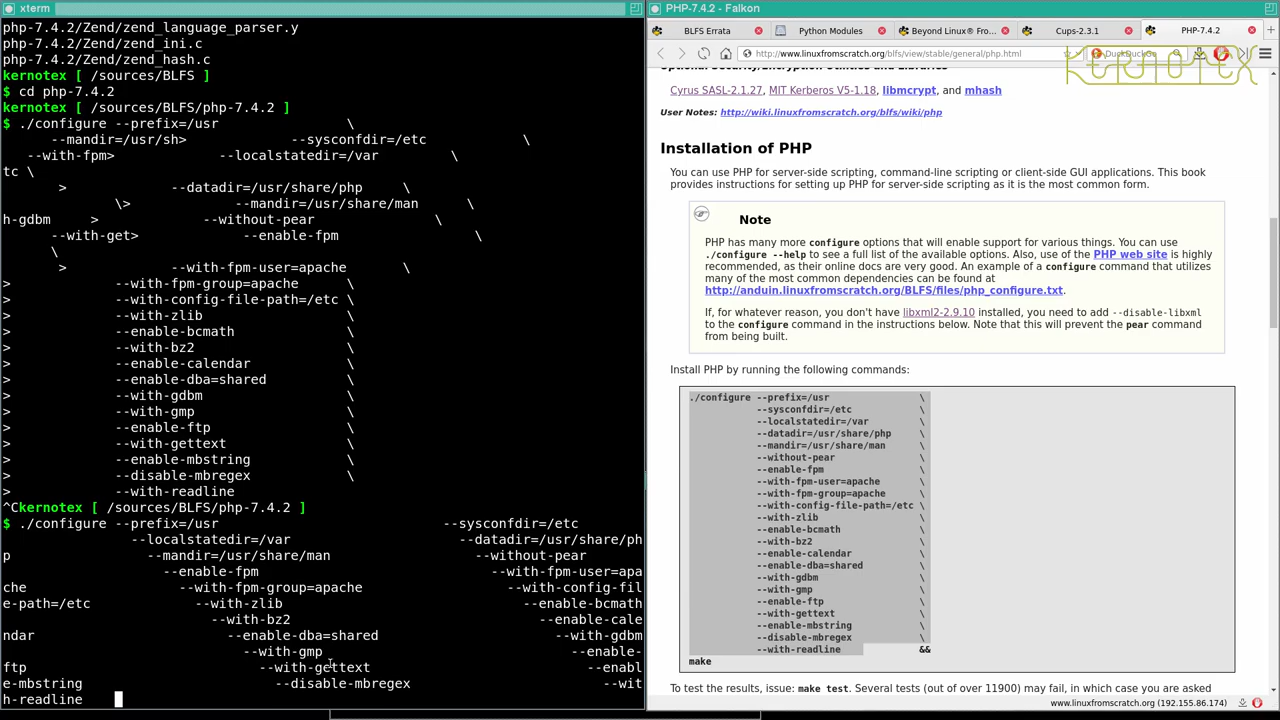 xterm
php-7.4.2/Zend/zend_language_parser.y
php-7.4.2/Zend/zend_ini.c
php-7.4.2/Zend/zend_hash.c
kernotex [ /sources/BLFS ]
$ cd php-7.4.2
kernotex [ /sources/BLFS/php-7.4.2 ]
$ ./configure --prefix=/usr \
--mandir=/usr/sh> --sysconfdir=/etc \
--with-fpm> --localstatedir=/var \
tc \
> --datadir=/usr/share/php \
\> --mandir=/usr/share/man \
h-gdbm > --without-pear \
--with-get> --enable-fpm \
\
> --with-fpm-user=apache \
> --with-fpm-group=apache \
> --with-config-file-path=/etc \
> --with-zlib \
> --enable-bcmath \
> --with-bz2 \
> --enable-calendar \
> --enable-dba=shared \
> --with-gdbm \
> --with-gmp \
> --enable-ftp \
> --with-gettext \
> --enable-mbstring \
> --disable-mbregex \
> --with-readline
^Ckernotex [ /sources/BLFS/php-7.4.2 ]
$ ./configure --prefix=/usr --sysconfdir=/etc
--localstatedir=/var --datadir=/usr/share/ph
p --mandir=/usr/share/man --without-pear
--enable-fpm --with-fpm-user=apa
che --with-fpm-group=apache --with-config-fil
e-path=/etc --with-zlib --enable-bcmath
--with-bz2 --enable-cale
ndar --enable-dba=shared --with-gdbm
--with-gmp --enable-
ftp --with-gettext --enabl
e-mbstring --disable-mbregex --wit
h-readline
PHP-7.4.2 - Falkon
BLFS Errata
Python Modules
Beyond Linux® Fro...
Cups-2.3.1
PHP-7.4.2
http://www.linuxfromscratch.org/blfs/view/stable/general/php.html
DuckDuckGo
KERNOTEX
Optional Security/Encryption Utilities and Libraries
Cyrus SASL-2.1.27, MIT Kerberos V5-1.18, libmcrypt, and mhash
User Notes: http://wiki.linuxfromscratch.org/blfs/wiki/php
Installation of PHP
You can use PHP for server-side scripting, command-line scripting or client-side GUI applications. This book
provides instructions for setting up PHP for server-side scripting as it is the most common form.
Note
PHP has many more configure options that will enable support for various things. You can use
./configure --help to see a full list of the available options. Also, use of the PHP web site is highly
recommended, as their online docs are very good. An example of a configure command that utilizes
many of the most common dependencies can be found at
http://anduin.linuxfromscratch.org/BLFS/files/php_configure.txt.
If, for whatever reason, you don't have libxml2-2.9.10 installed, you need to add --disable-libxml
to the configure command in the instructions below. Note that this will prevent the pear command
from being built.
Install PHP by running the following commands:
./configure --prefix=/usr \
--sysconfdir=/etc \
--localstatedir=/var \
--datadir=/usr/share/php \
--mandir=/usr/share/man \
--without-pear \
--enable-fpm \
--with-fpm-user=apache \
--with-fpm-group=apache \
--with-config-file-path=/etc \
--with-zlib \
--enable-bcmath \
--with-bz2 \
--enable-calendar \
--enable-dba=shared \
--with-gdbm \
--with-gmp \
--enable-ftp \
--with-gettext \
--enable-mbstring \
--disable-mbregex \
--with-readline &&
make
To test the results, issue: make test. Several tests (out of over 11900) may fail, in which case you are asked
www.linuxfromscratch.org (192.155.86.174)